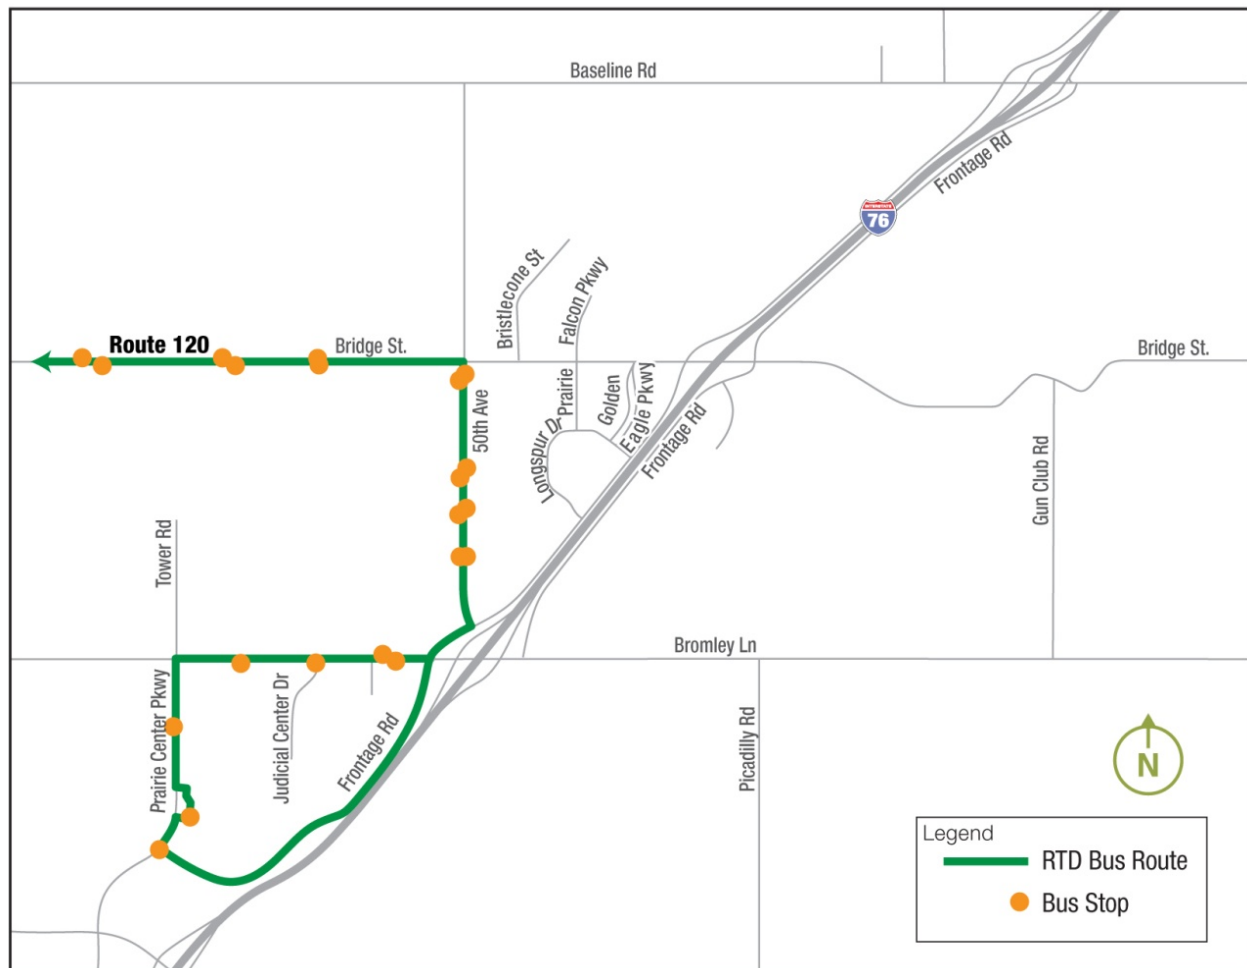 Baseline Rd
Frontage Rd
INTERSTATE
76
Bristlecone St
Falcon Pkwy
Prairie
Route 120
Bridge St.
Bridge St.
50th Ave
Golden
Eagle Pkwy
Longspur Dr
Frontage Rd
Gun Club Rd
Tower Rd
Bromley Ln
Prairie Center Pkwy
Judicial Center Dr
Frontage Rd
Picadilly Rd
N
Legend
RTD Bus Route
Bus Stop